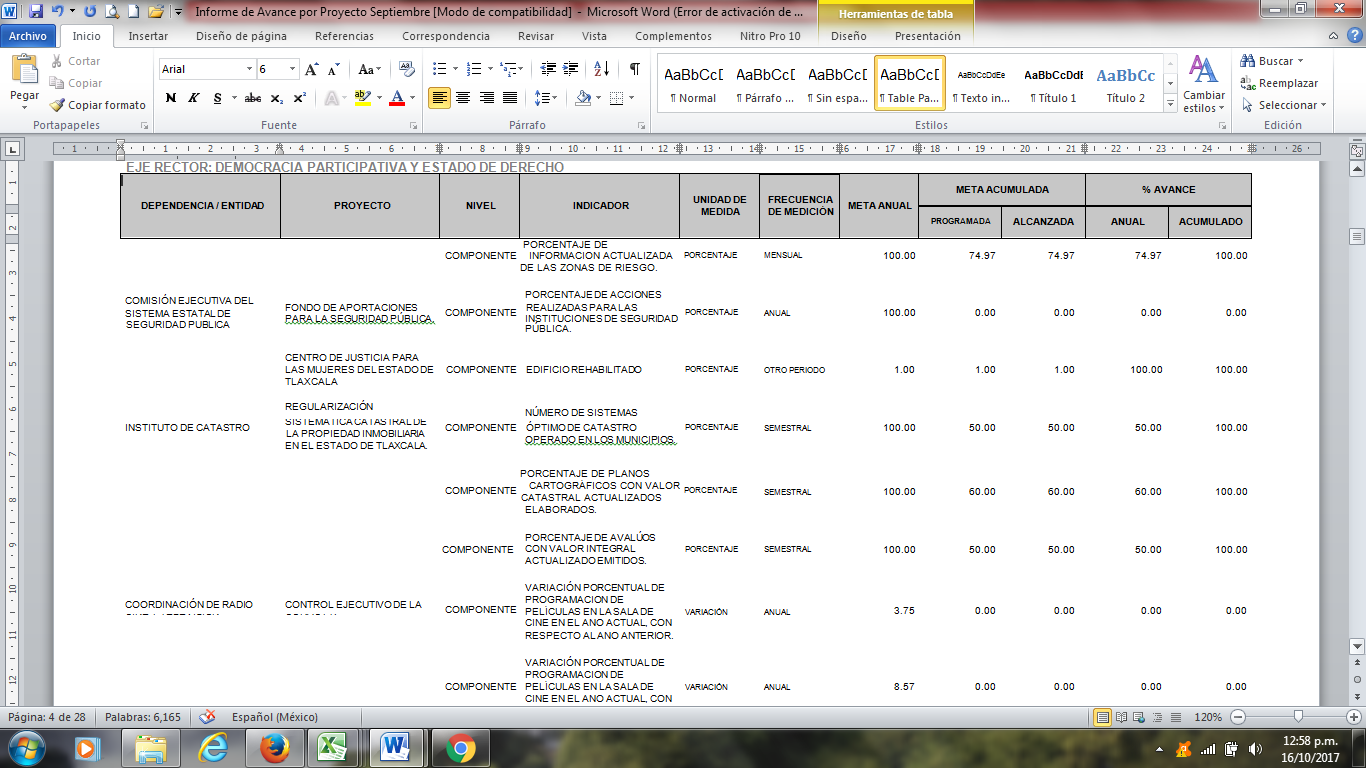 Informe de Avance por Proyecto Septiembre [Modo de compatibilidad] - Microsoft Word (Error de activación de ...
Herramientas de tabla
Archivo Inicio Insertar Diseño de página Referencias Correspondencia Revisar Vista Complementos Nitro Pro 10 Diseño Presentación
Pegar
Cortar
Copiar
Copiar formato
Portapapeles
Arial 6
N K S abc x₂ x²
Fuente
Párrafo
AaBbCcI ¶ Normal
AaBbCcI ¶ Párrafo ...
AaBbCcI ¶ Sin espa...
AaBbCcI ¶ Table Pa...
AaBbCcDdEe ¶ Texto in...
AaBbCcDdE ¶ Título 1
AaBbCc Título 2
Cambiar estilos
Estilos
Buscar
Reemplazar
Seleccionar
Edición
EJE RECTOR: DEMOCRACIA PARTICIPATIVA Y ESTADO DE DERECHO
DEPENDENCIA / ENTIDAD
PROYECTO
NIVEL
INDICADOR
UNIDAD DE
MEDIDA
FRECUENCIA
DE MEDICIÓN
META ANUAL
META ACUMULADA
PROGRAMADA
ALCANZADA
% AVANCE
ANUAL
ACUMULADO
COMPONENTE
PORCENTAJE DE
INFORMACION ACTUALIZADA
DE LAS ZONAS DE RIESGO.
PORCENTAJE MENSUAL 100.00 74.97 74.97 74.97 100.00
COMISIÓN EJECUTIVA DEL
SISTEMA ESTATAL DE
SEGURIDAD PUBLICA
FONDO DE APORTACIONES
PARA LA SEGURIDAD PÚBLICA.
COMPONENTE
PORCENTAJE DE ACCIONES
REALIZADAS PARA LAS
INSTITUCIONES DE SEGURIDAD
PÚBLICA.
PORCENTAJE ANUAL 100.00 0.00 0.00 0.00 0.00
CENTRO DE JUSTICIA PARA
LAS MUJERES DEL ESTADO DE
TLAXCALA
COMPONENTE
EDIFICIO REHABILITADO
PORCENTAJE OTRO PERIODO 1.00 1.00 1.00 100.00 100.00
INSTITUTO DE CATASTRO
REGULARIZACIÓN
SISTEMATICA CATASTRAL DE
LA PROPIEDAD INMOBILIARIA
EN EL ESTADO DE TLAXCALA.
COMPONENTE
NÚMERO DE SISTEMAS
ÓPTIMO DE CATASTRO
OPERADO EN LOS MUNICIPIOS.
PORCENTAJE SEMESTRAL 100.00 50.00 50.00 50.00 100.00
COMPONENTE
PORCENTAJE DE PLANOS
CARTOGRÁFICOS CON VALOR
CATASTRAL ACTUALIZADOS
ELABORADOS.
PORCENTAJE SEMESTRAL 100.00 60.00 60.00 60.00 100.00
COMPONENTE
PORCENTAJE DE AVALÚOS
CON VALOR INTEGRAL
ACTUALIZADO EMITIDOS.
PORCENTAJE SEMESTRAL 100.00 50.00 50.00 50.00 100.00
COORDINACIÓN DE RADIO
CONTROL EJECUTIVO DE LA
COMPONENTE
VARIACIÓN PORCENTUAL DE
PROGRAMACION DE
PELÍCULAS EN LA SALA DE
CINE EN EL ANO ACTUAL, CON
RESPECTO AL ANO ANTERIOR.
VARIACIÓN ANUAL 3.75 0.00 0.00 0.00 0.00
COMPONENTE
VARIACIÓN PORCENTUAL DE
PROGRAMACION DE
PELÍCULAS EN LA SALA DE
CINE EN EL ANO ACTUAL, CON
VARIACIÓN ANUAL 8.57 0.00 0.00 0.00 0.00
Página: 4 de 28 Palabras: 6,165 Español (México) 120%
12:58 p.m.
16/10/2017